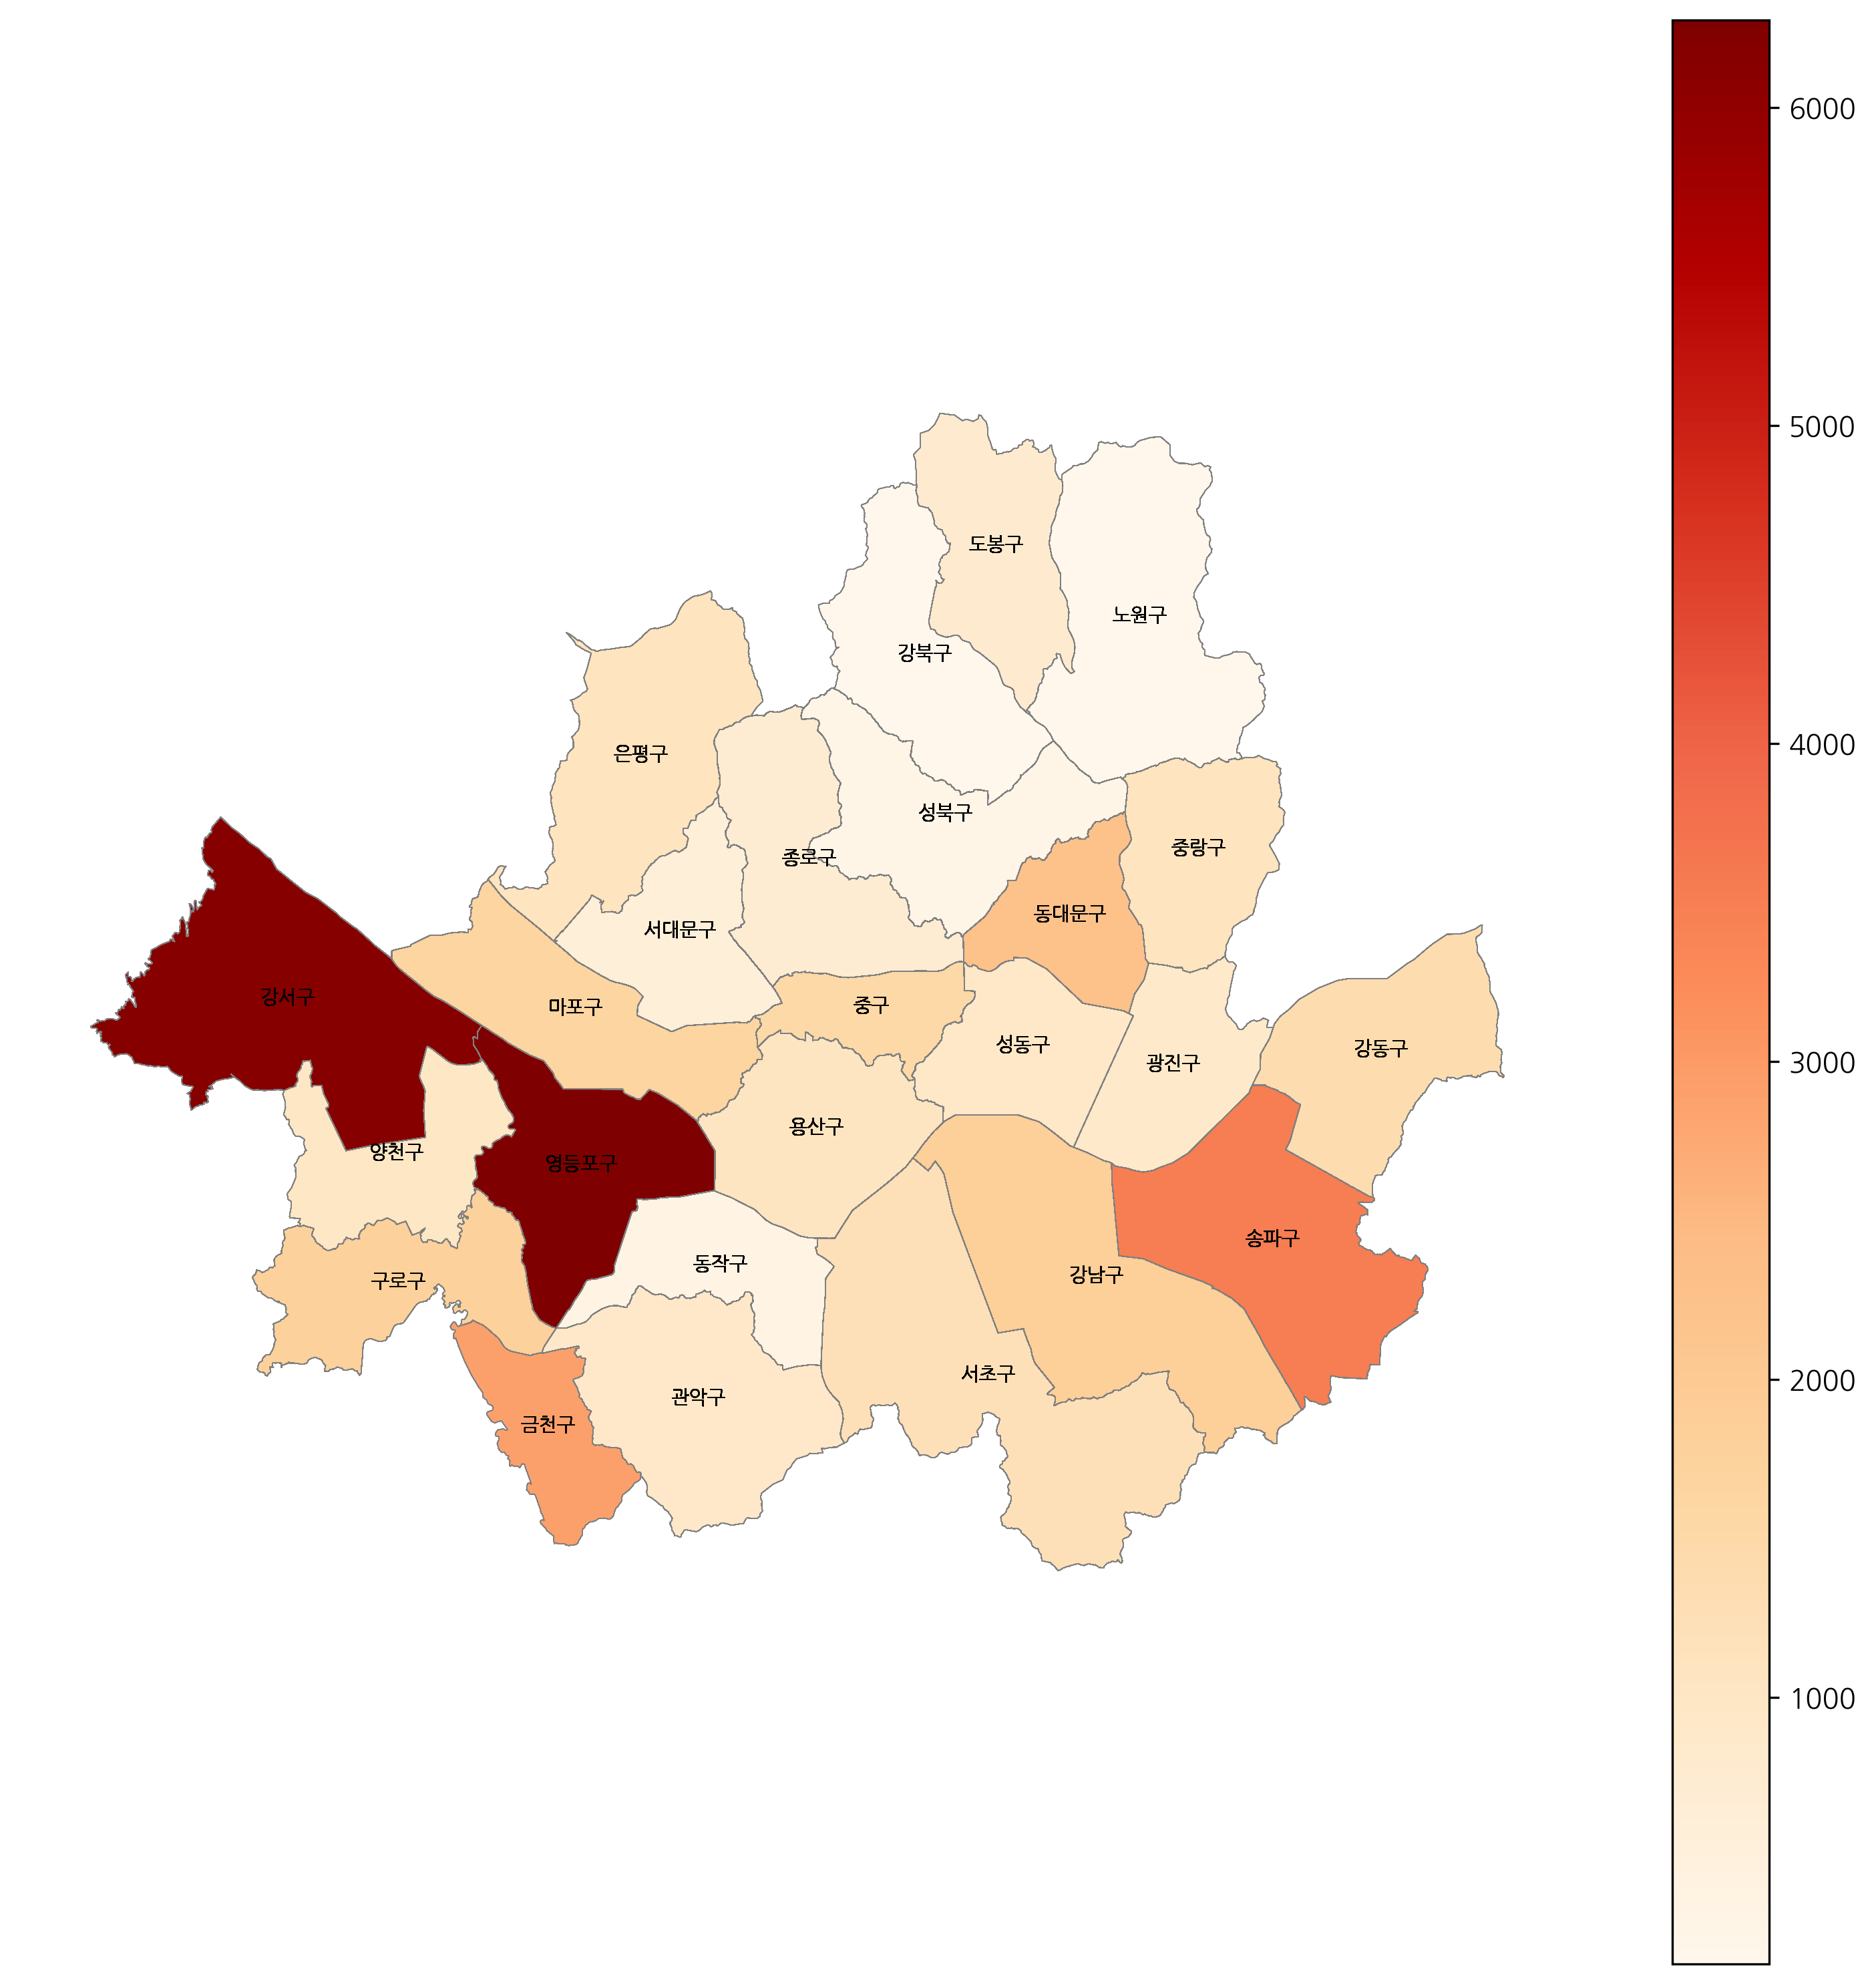 6000
5000
도봉구
노원구
강북구
4000
은평구
성북구
중랑구
종로구
동대문구
서대문구
강서구
마포구
중구
성동구
강동구
광진구
3000
용산구
양천구
영등포구
송파구
동작구
강남구
구로구
서초구
2000
관악구
금천구
1000